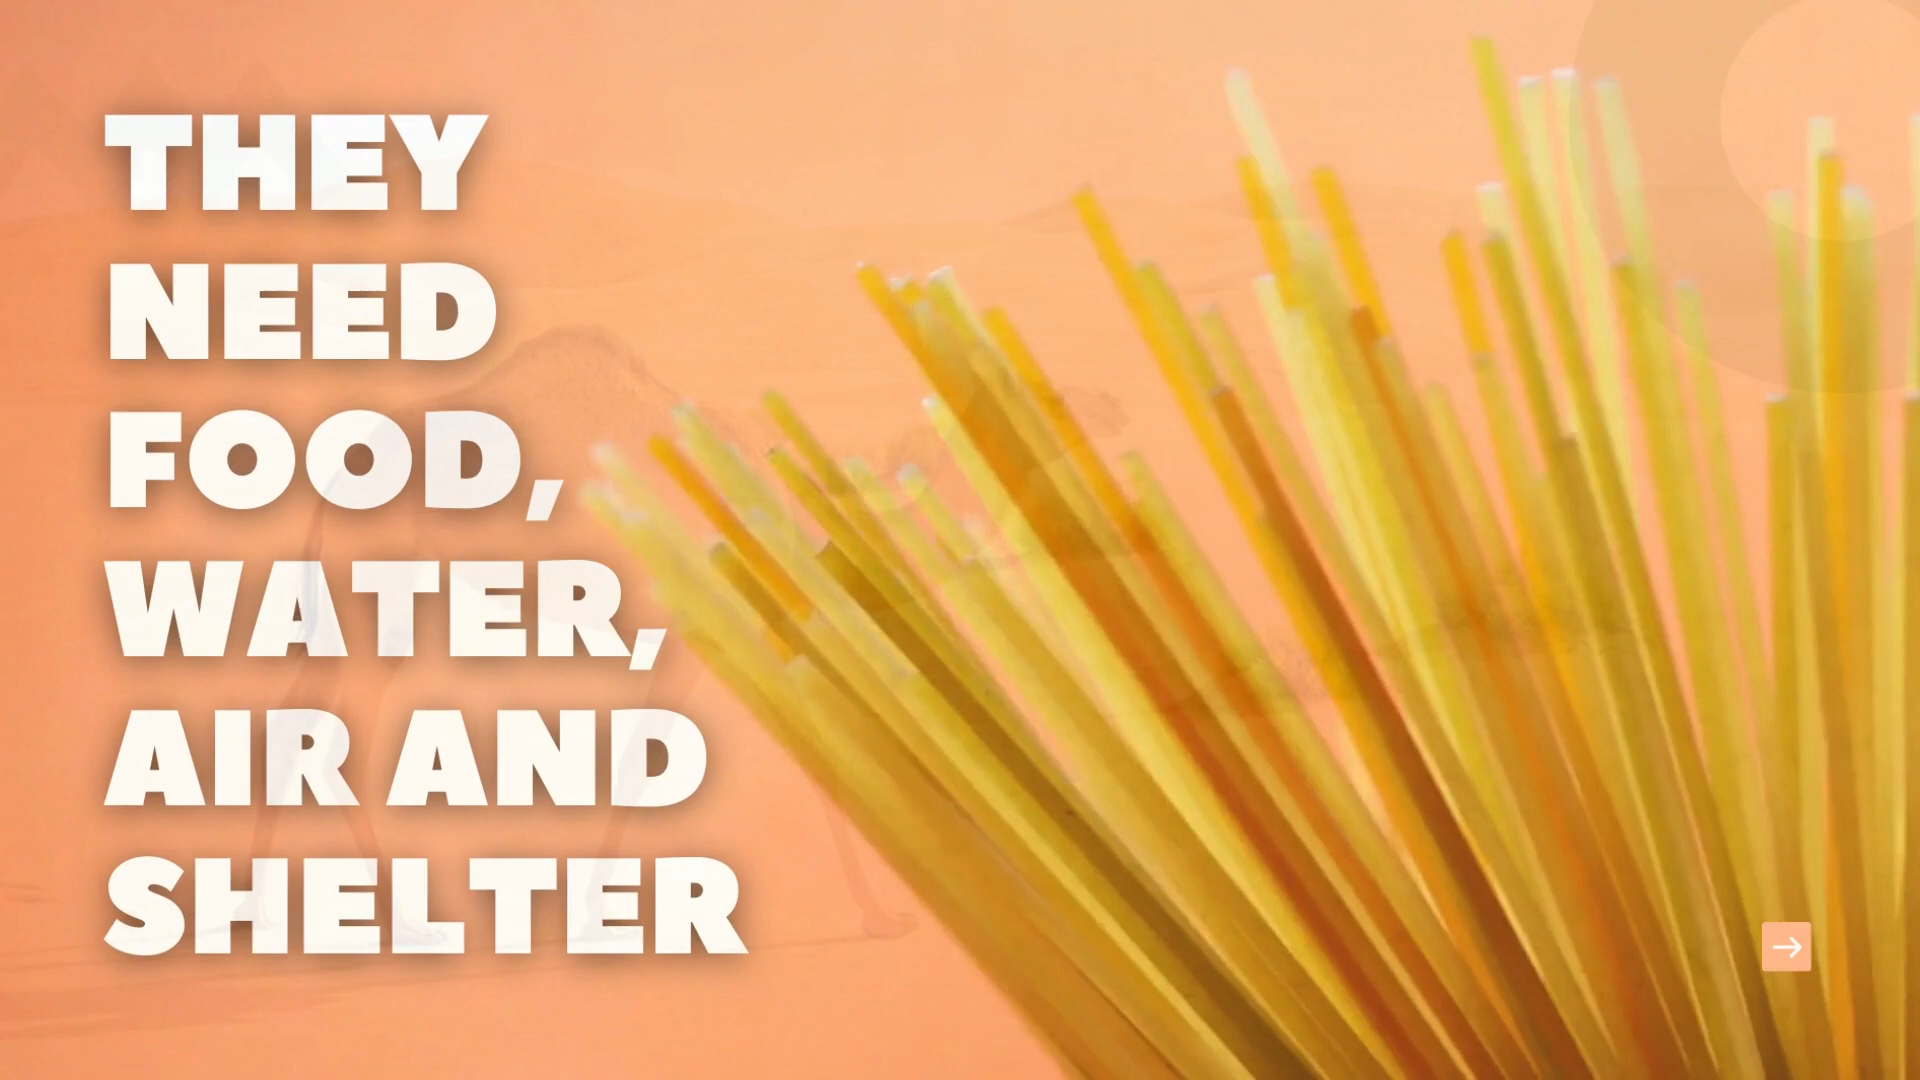 THEY
NEED
FOOD,
WATER,
AIR AND
SHELTER